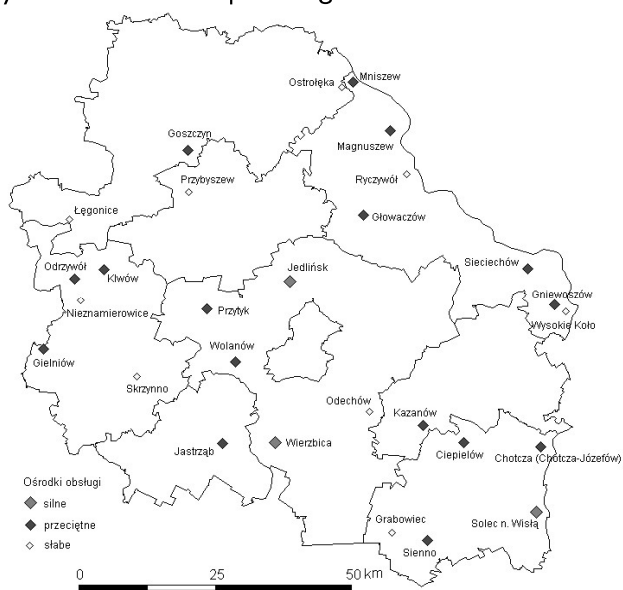 Mniszew
Ostrołęka
Goszczyn
Magnuszew
Przybyszew
Ryczywół
Łęgonice
Głowaczów
Odrzywół
Klwów
Jedlińsk
Sieciechów
Nieznamierowice
Przytyk
Gniewoszów
Wysokie Koło
Gielniów
Wolanów
Skrzynno
Odechów
Kazanów
Jastrząb
Wierzbica
Ciepielów
Chotcza (Chotcza-Józefów)
Ośrodki obsługi
silne
przeciętne
słabe
Grabowiec
Solec n. Wisłą
Sienno
0 25 50 km